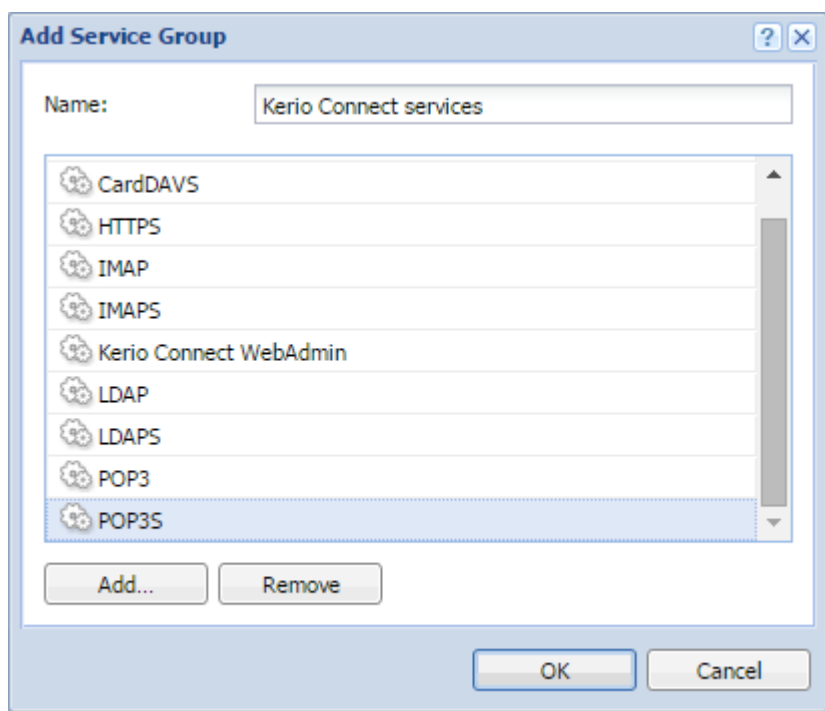 Add Service Group
Name: Kerio Connect services
CardDAVS
HTTPS
IMAP
IMAPS
Kerio Connect WebAdmin
LDAP
LDAPS
POP3
POP3S
Add... Remove
OK Cancel